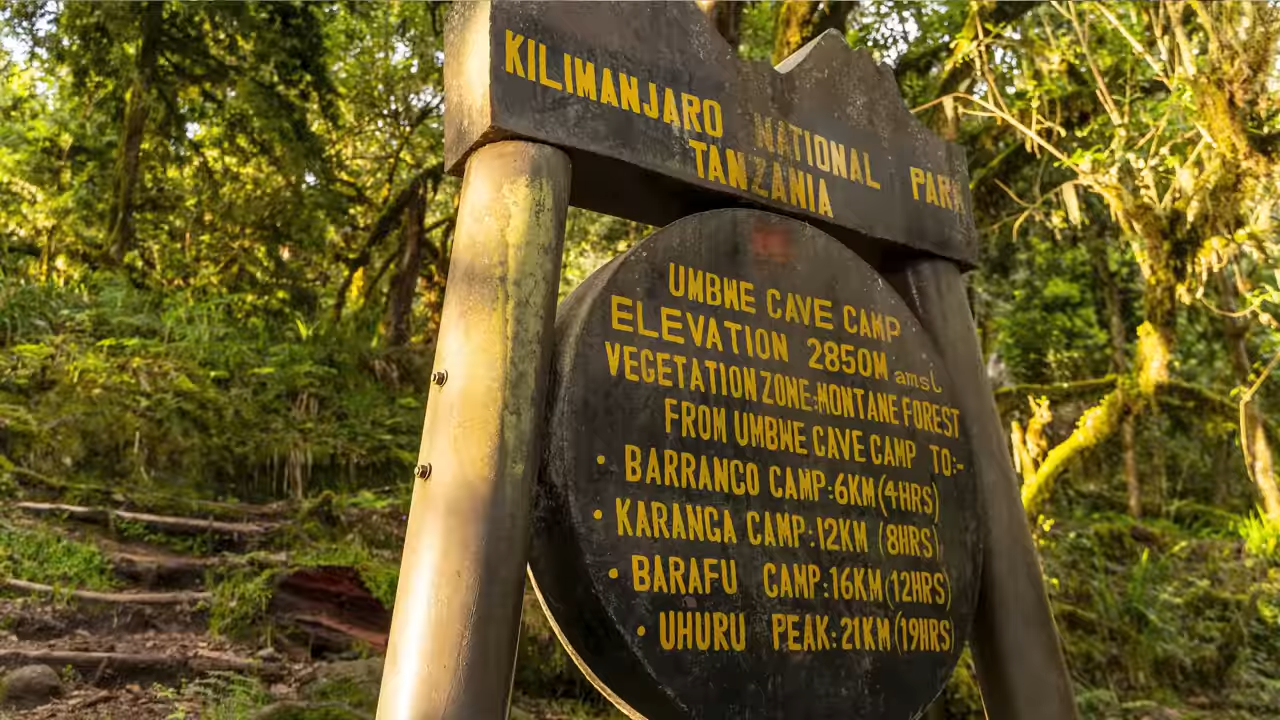 KILIMANJARO NATIONAL PARK
TANZANIA
UMBWE CAVE CAMP
ELEVATION 2850M amsl
VEGETATION ZONE:MONTANE FOREST
FROM UMBWE CAVE CAMP TO:-
• BARRANCO CAMP:6KM(4HRS)
• KARANGA CAMP:12KM (8HRS)
• BARAFU CAMP:16KM(12HRS)
• UHURU PEAK:21KM(19HRS)